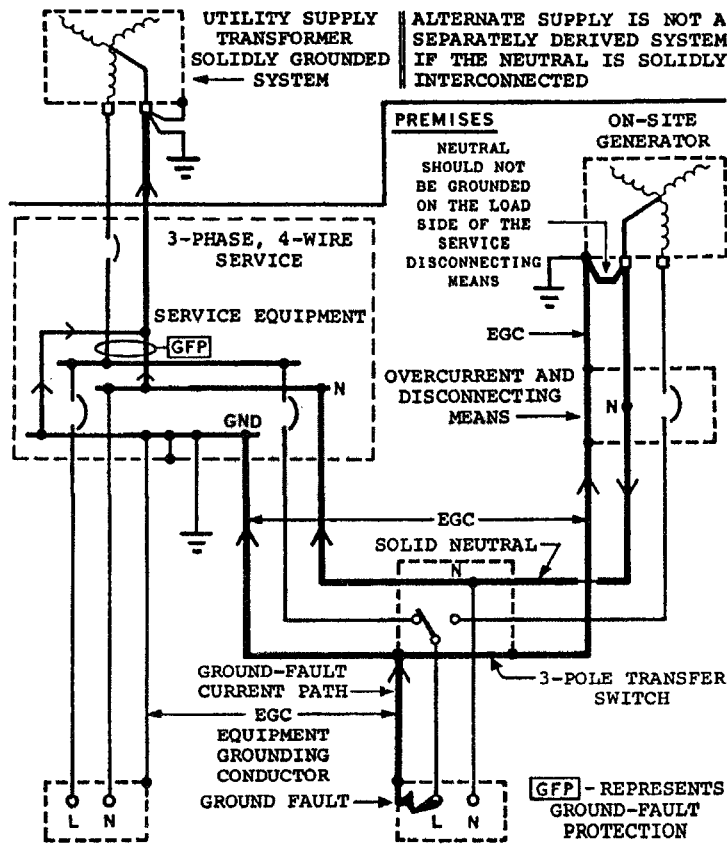 UTILITY SUPPLY
TRANSFORMER
SOLIDLY GROUNDED
SYSTEM
ALTERNATE SUPPLY IS NOT A
SEPARATELY DERIVED SYSTEM
IF THE NEUTRAL IS SOLIDLY
INTERCONNECTED
PREMISES
ON-SITE
GENERATOR
NEUTRAL
SHOULD NOT
BE GROUNDED
ON THE LOAD
SIDE OF THE
SERVICE
DISCONNECTING
MEANS
3-PHASE, 4-WIRE
SERVICE
SERVICE EQUIPMENT
GFP
EGC
N
OVERCURRENT AND
DISCONNECTING
MEANS
N
GND
EGC
SOLID NEUTRAL
N
GROUND-FAULT
CURRENT PATH
3-POLE TRANSFER
SWITCH
EGC
EQUIPMENT
GROUNDING
CONDUCTOR
GROUND FAULT
L N
L N
GFP - REPRESENTS
GROUND-FAULT
PROTECTION